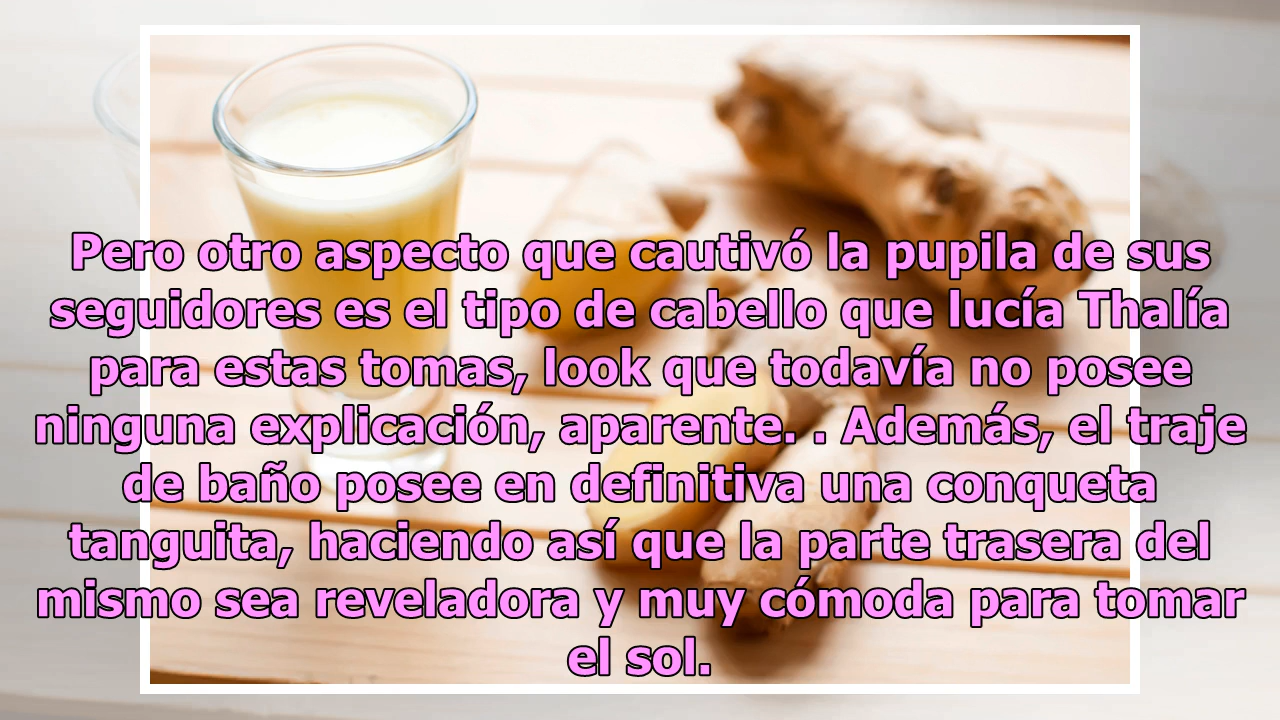 Pero otro aspecto que cautivó la pupila de sus
seguidores es el tipo de cabello que lucía Thalía
para estas tomas, look que todavía no posee
ninguna explicación, aparente. . Además, el traje
de baño posee en definitiva una conqueta
tanguita, haciendo así que la parte trasera del
mismo sea reveladora y muy cómoda para tomar
el sol.